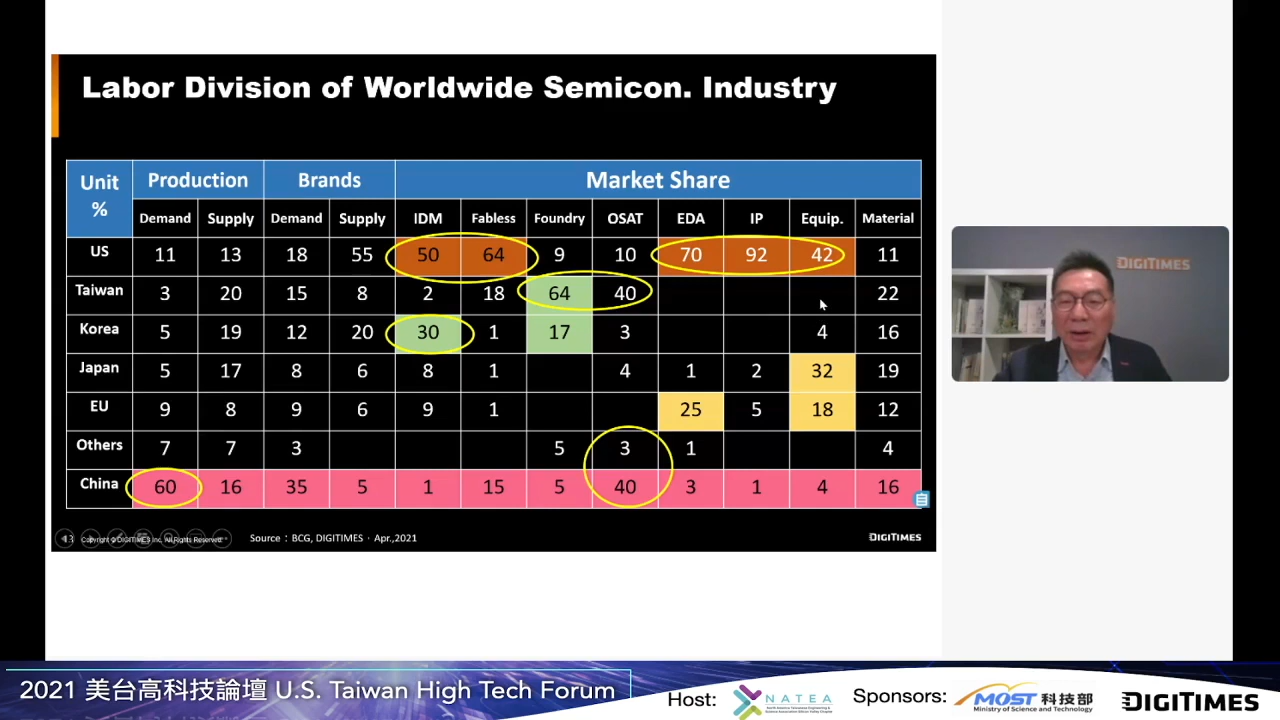 Labor Division of Worldwide Semicon. Industry
Unit % Production Brands Market Share
Demand Supply Demand Supply IDM Fabless Foundry OSAT EDA IP Equip. Material
US 11 13 18 55 50 64 9 10 70 92 42 11
Taiwan 3 20 15 8 2 18 64 40 22
Korea 5 19 12 20 30 1 17 3 4 16
Japan 5 17 8 6 8 1 4 1 2 32 19
EU 9 8 9 6 9 1 25 5 18 12
Others 7 7 3 5 3 1 4
China 60 16 35 5 1 15 5 40 3 1 4 16
13 Copyright © DIGITIMES Inc. All Rights Reserved.
Source：BCG, DIGITIMES，Apr.,2021
DIGITIMES
DIGITIMES
2021 美台高科技論壇 U.S. Taiwan High Tech Forum
Host: NATEA
Sponsors: MOST 科技部
Ministry of Science and Technology
DIGITIMES